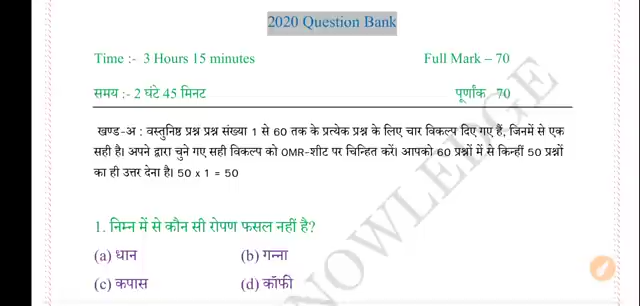 2020 Question Bank
Time :- 3 Hours 15 minutes Full Mark – 70
समय :- 2 घंटे 45 मिनट पूर्णांक 70
खण्ड-अ : वस्तुनिष्ठ प्रश्न प्रश्न संख्या 1 से 60 तक के प्रत्येक प्रश्न के लिए चार विकल्प दिए गए हैं, जिनमें से एक
सही है। अपने द्वारा चुने गए सही विकल्प को OMR-शीट पर चिन्हित करें। आपको 60 प्रश्नों में से किन्हीं 50 प्रश्नों
का ही उत्तर देना है। 50 x 1 = 50
1. निम्न में से कौन सी रोपण फसल नहीं है?
(a) धान (b) गन्ना
(c) कपास (d) कॉफी
NOWLEDGE